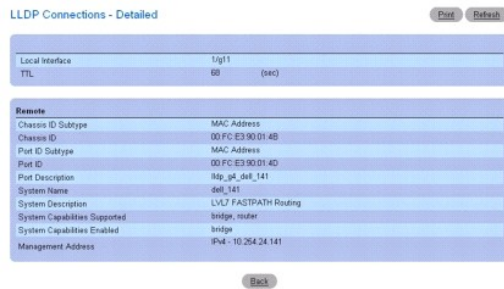 LLDP Connections - Detailed
Print Refresh
Local Interface 1/g11
TTL 68 (sec)
Remote
Chassis ID Subtype MAC Address
Chassis ID 00:FC:E3:90:01:4B
Port ID Subtype MAC Address
Port ID 00:FC:E3:90:01:4D
Port Description lldp_g4_dell_141
System Name dell_141
System Description LVL7 FASTPATH Routing
System Capabilities Supported bridge, router
System Capabilities Enabled bridge
Management Address IPv4 - 10.254.24.141
Back